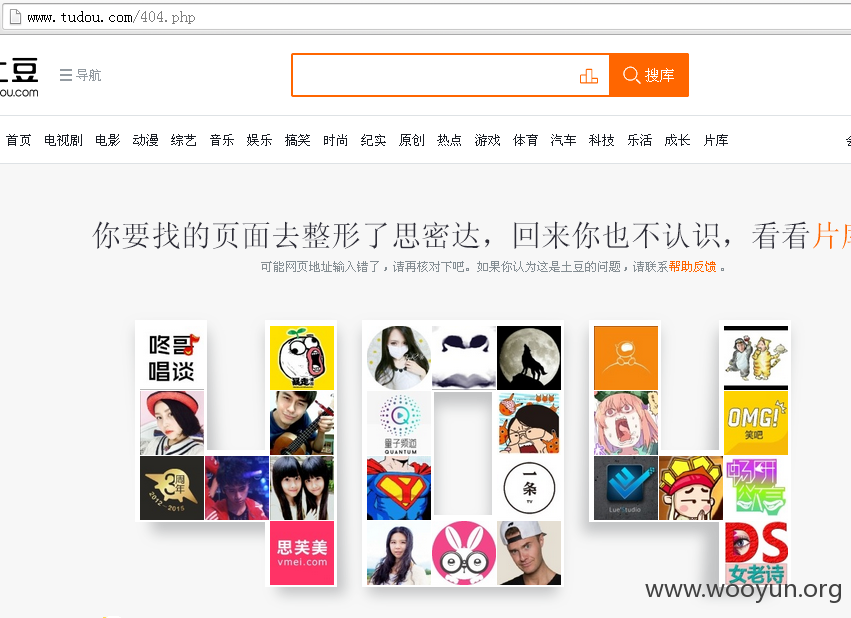 www.tudou.com/404.php
土豆
ou.com
导航
搜库
首页 电视剧 电影 动漫 综艺 音乐 娱乐 搞笑 时尚 纪实 原创 热点 游戏 体育 汽车 科技 乐活 成长 片库
你要找的页面去整形了思密达，回来你也不认识，看看片库
可能网页地址输入错了，请再核对下吧。如果你认为这是土豆的问题，请联系帮助反馈 。
咚哥
唱谈
暴走
量子频道
QUANTUM
OMG!
笑吧
3周年
2012-2015
一条
TV
Lue Studio
畅所欲言
思芙美
vmei.com
DS
女老诗
www.wooyun.org